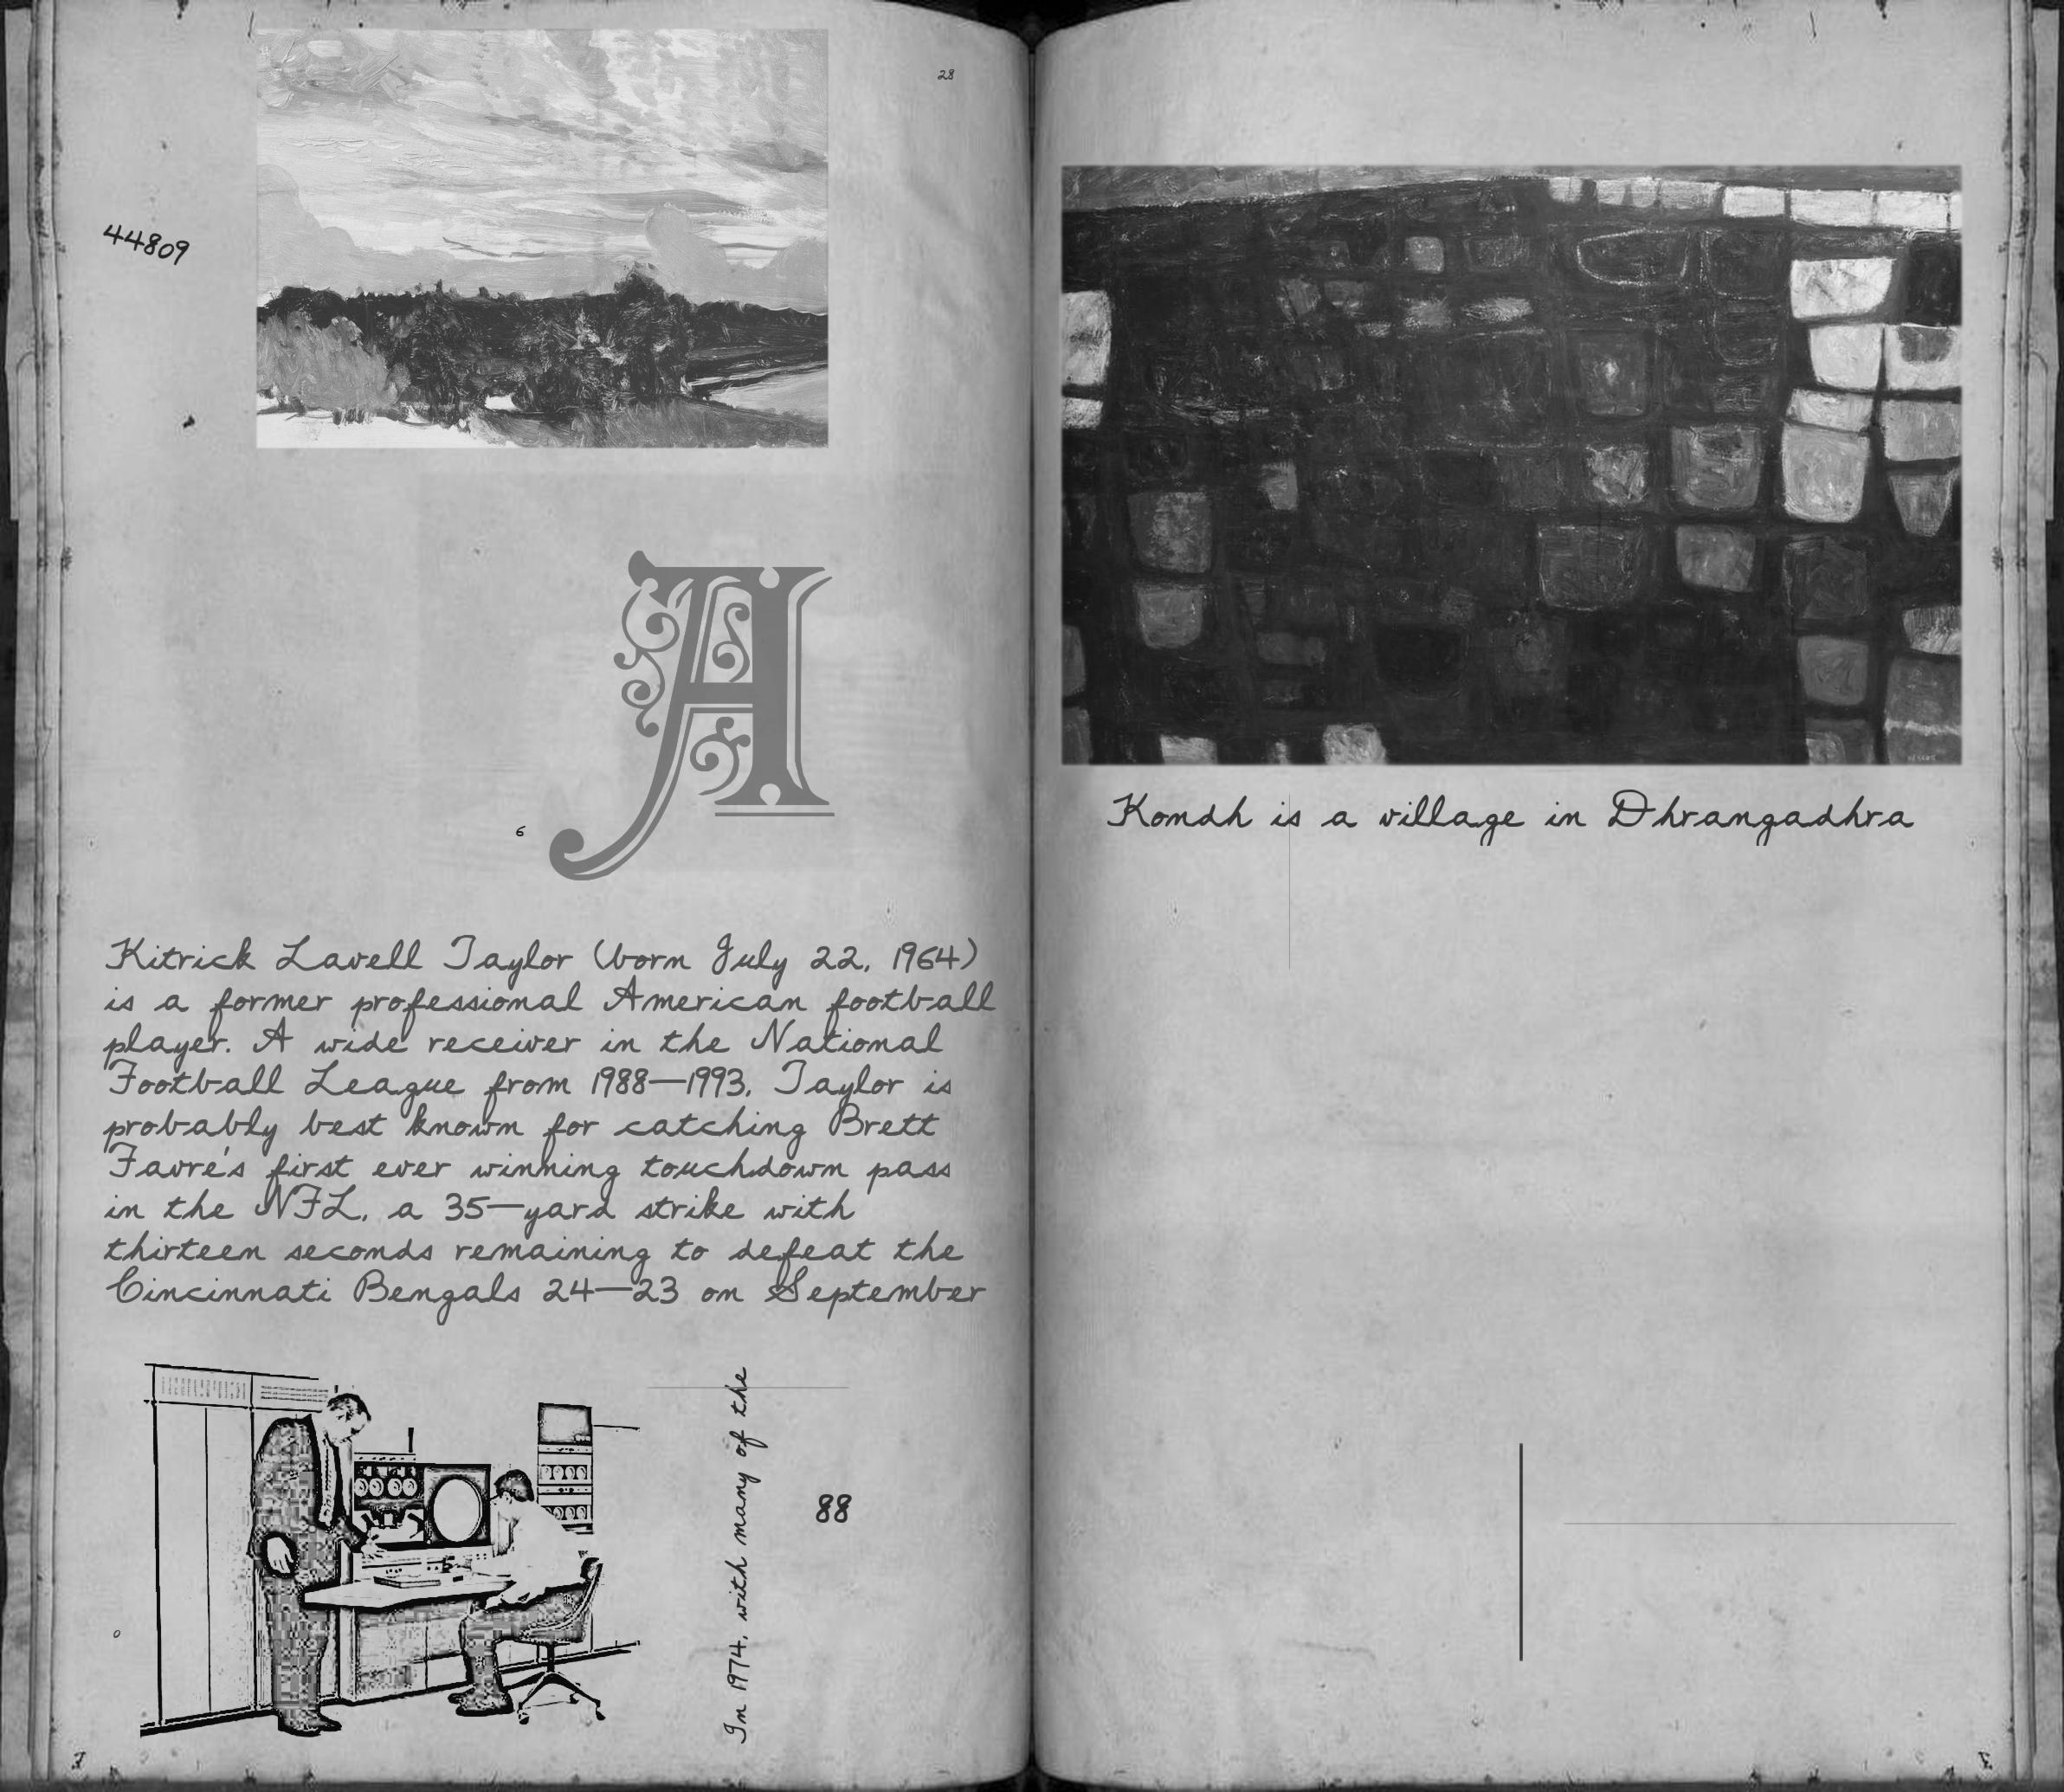 28
44809
A
6
Kitrick Lavell Taylor (born July 22, 1964)
is a former professional American football
player. A wide receiver in the National
Football League from 1988—1993, Taylor is
probably best known for catching Brett
Favre's first ever winning touchdown pass
in the NFL, a 35—yard strike with
thirteen seconds remaining to defeat the
Cincinnati Bengals 24—23 on September
In 1974, with many of the
88
0
Kondh is a village in Dhrangadhra